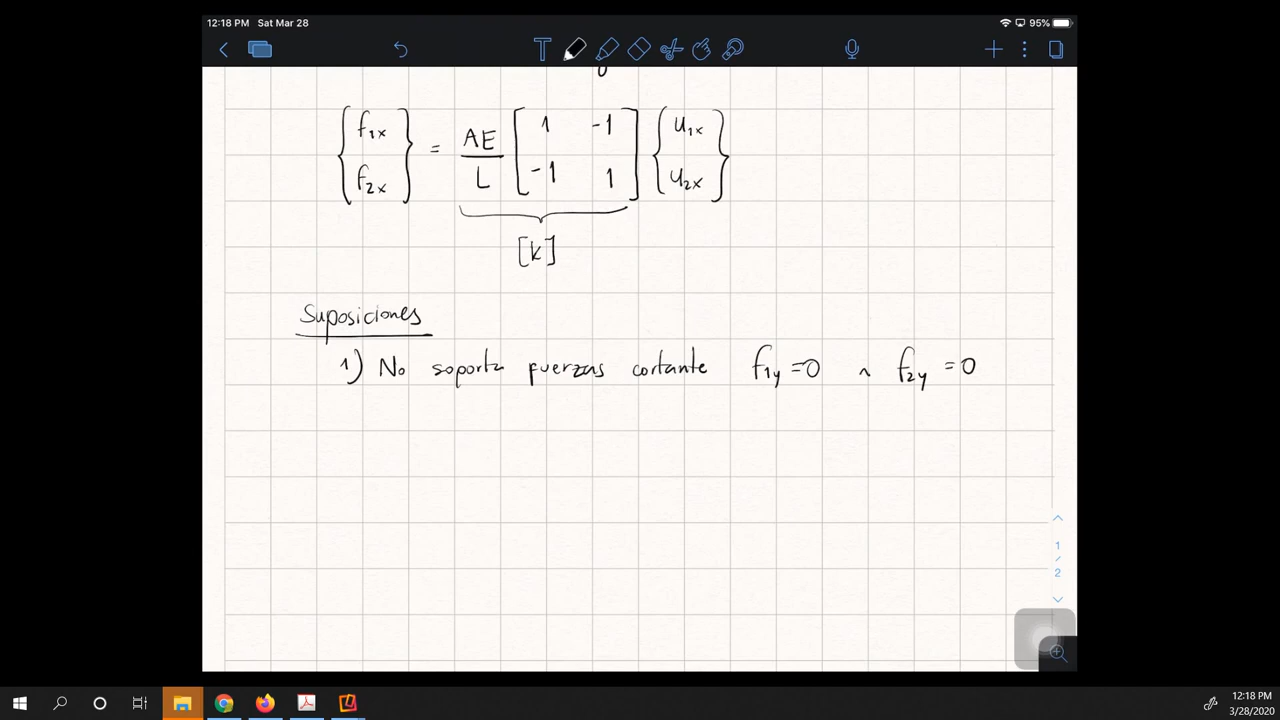 12:18 PM Sat Mar 28 95%
T
{ f1x } = AE [ 1 -1 ] { u1x }
{ f2x } L [ -1 1 ] { u2x }
[k]
Suposiciones
1) No soporta fuerzas cortante f1y =0 ^ f2y =0
1
/
2
12:18 PM
3/28/2020